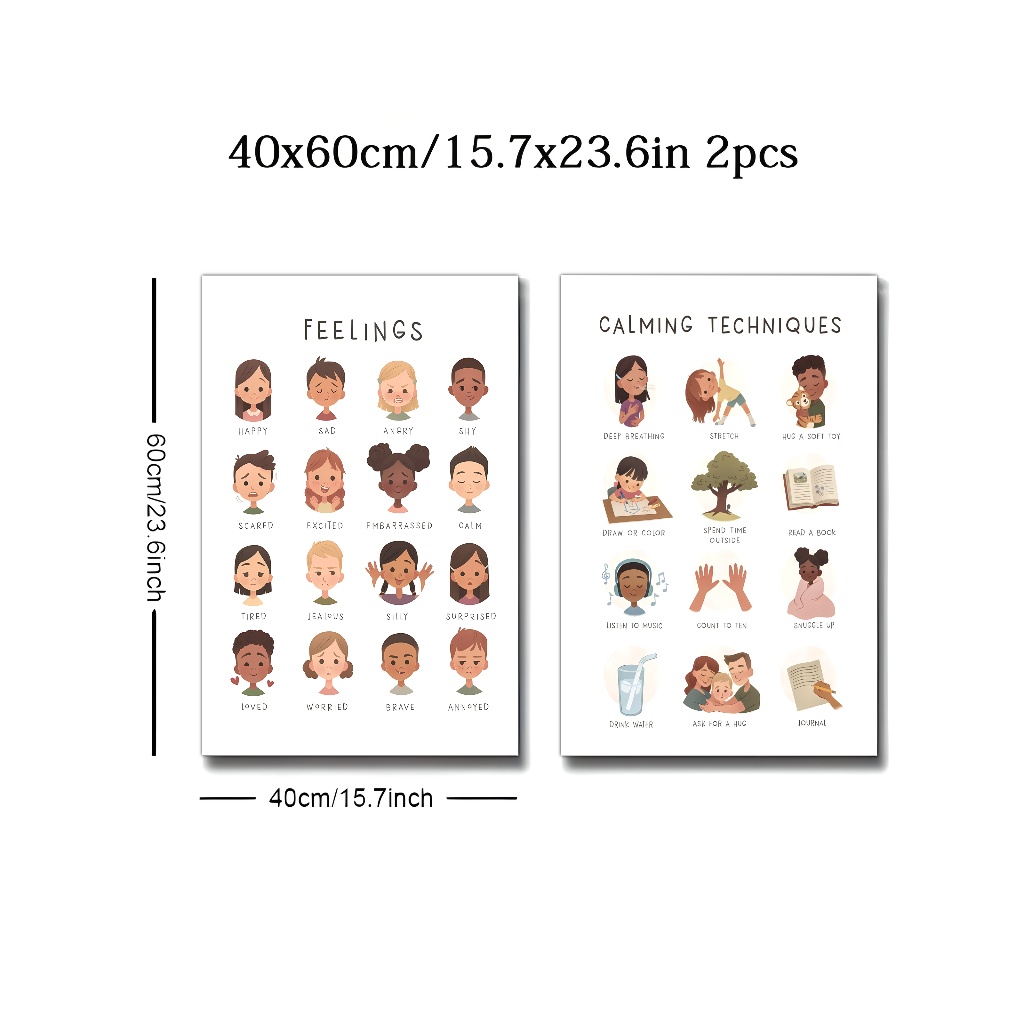 40x60cm/15.7x23.6in 2pcs
60cm/23.6inch
FEELINGS
HAPPY SAD ANGRY SHY
SCARED EXCITED EMBARRASSED CALM
TIRED JEALOUS SILLY SURPRISED
LOVED WORRIED BRAVE ANNOYED
40cm/15.7inch
CALMING TECHNIQUES
DEEP BREATHING STRETCH HUG A SOFT TOY
DRAW OR COLOR SPEND TIME OUTSIDE READ A BOOK
LISTEN TO MUSIC COUNT TO TEN SNUGGLE UP
DRINK WATER ASK FOR A HUG JOURNAL